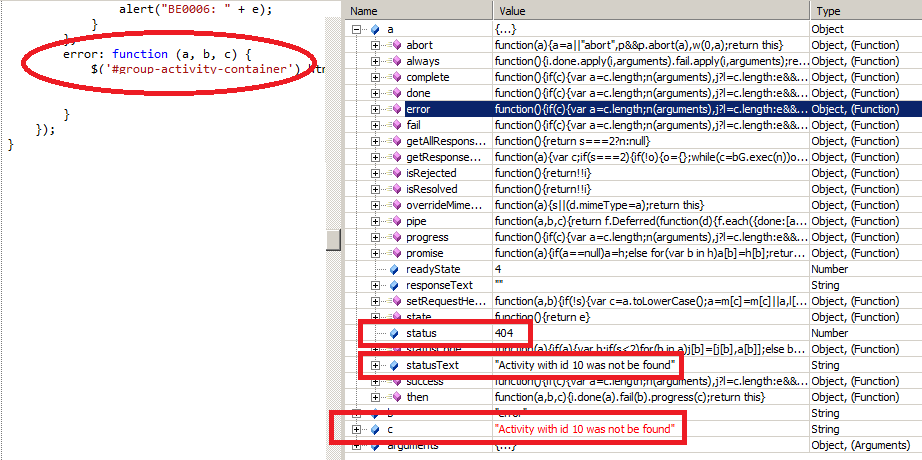 alert("BE0006: " + e);
}
},
error: function (a, b, c) {
$('#group-activity-container')
}
});
}
Name Value Type
a {...} Object
abort function(a){a=a||"abort",p&&p.abort(a),w(0,a);return this} Object, (Function)
always function(){i.done.apply(i,arguments).fail.apply(i,arguments);re... Object, (Function)
complete function(){if(c){var a=c.length;n(arguments),j?l=c.length:e&&... Object, (Function)
done function(){if(c){var a=c.length;n(arguments),j?l=c.length:e&&... Object, (Function)
error function(){if(c){var a=c.length;n(arguments),j?l=c.length:e&&... Object, (Function)
fail function(){if(c){var a=c.length;n(arguments),j?l=c.length:e&&... Object, (Function)
getAllRespons... function(){return s===2?n:null} Object, (Function)
getResponse... function(a){var c;if(s===2){if(!o){o={};while(c=bG.exec(n))o... Object, (Function)
isRejected function(){return!!i} Object, (Function)
isResolved function(){return!!i} Object, (Function)
overrideMime... function(a){s||(d.mimeType=a);return this} Object, (Function)
pipe function(a,b,c){return f.Deferred(function(d){f.each({done:[a... Object, (Function)
progress function(){if(c){var a=c.length;n(arguments),j?l=c.length:e&&... Object, (Function)
promise function(a){if(a==null)a=h;else for(var b in h)a[b]=h[b];retur... Object, (Function)
readyState 4 Number
responseText "" String
setRequestHe... function(a,b){if(!s){var c=a.toLowerCase();a=m[c]=m[c]||a,l[... Object, (Function)
state function(){return e} Object, (Function)
status 404 Number
statusCode function(a){if(a){var b;if(s<2)for(b in a)j[b]=[j[b],a[b]];else b... Object, (Function)
statusText "Activity with id 10 was not be found" String
success function(){if(c){var a=c.length;n(arguments),j?l=c.length:e&&... Object, (Function)
then function(a,b,c){i.done(a).fail(b).progress(c);return this} Object, (Function)
b "error" String
c "Activity with id 10 was not be found" String
arguments {...} Object, (Arguments)